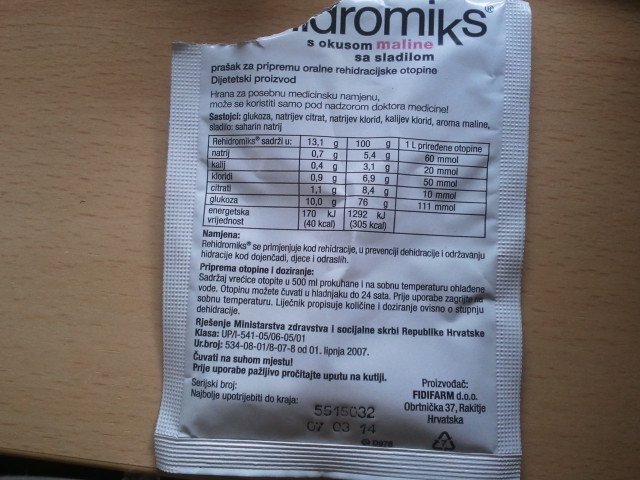 hidromiks®
s okusom maline
sa sladilom
prašak za pripremu oralne rehidracijske otopine
Dijetetski proizvod
Hrana za posebnu medicinsku namjenu,
može se koristiti samo pod nadzorom doktora medicine!
Sastojci: glukoza, natrijev citrat, natrijev klorid, kalijev klorid, aroma maline,
sladilo: saharin natrij
Rehidromiks® sadrži u: 13,1 g 100 g 1 L priređene otopine
natrij 0,7 g 5,4 g 60 mmol
kalij 0,4 g 3,1 g 20 mmol
kloridi 0,9 g 6,9 g 50 mmol
citrati 1,1 g 8,4 g 10 mmol
glukoza 10,0 g 76 g 111 mmol
energetska 170 kJ 1292 kJ
vrijednost (40 kcal) (305 kcal)
Namjena:
Rehidromiks® se primjenjuje kod rehidracije, u prevenciji dehidracije i održavanju
hidracije kod dojenčadi, djece i odraslih.
Priprema otopine i doziranje:
Sadržaj vrećice otopite u 500 ml prokuhane i na sobnu temperaturu ohlađene
vode. Otopinu možete čuvati u hladnjaku do 24 sata. Prije uporabe zagrijte na
sobnu temperaturu. Liječnik propisuje količine i doziranje ovisno o stupnju
dehidracije.
Rješenje Ministarstva zdravstva i socijalne skrbi Republike Hrvatske
Klasa: UP/I-541-05/06-05/01
Ur.broj: 534-08-01/8-07-8 od 01. lipnja 2007.
Čuvati na suhom mjestu!
Prije uporabe pažljivo pročitajte uputu na kutiji.
Serijski broj:
Najbolje upotrijebiti do kraja:
5515032
07 03 14
Proizvođač:
FIDIFARM d.o.o.
Obrtnička 37, Rakitje
Hrvatska
D976